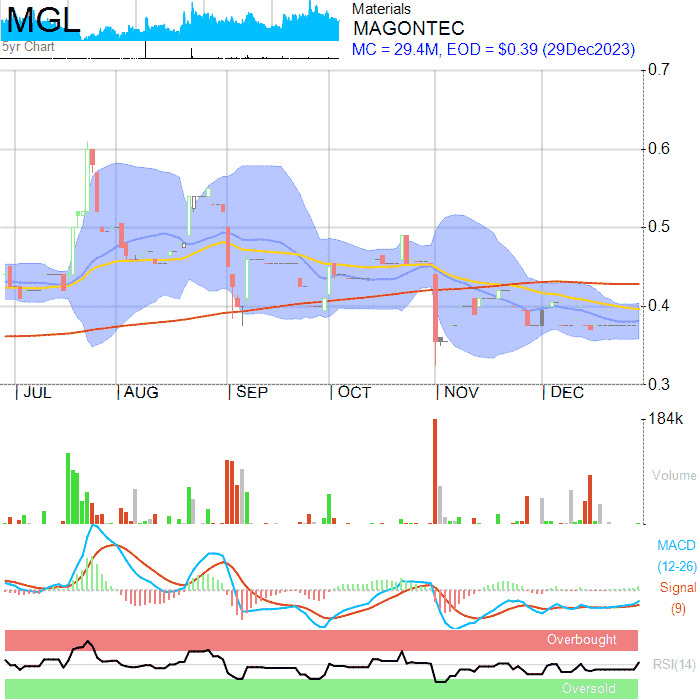 MGL
5yr Chart
Materials
MAGONTEC
MC = 29.4M, EOD = $0.39 (29Dec2023)
0.7
0.6
0.5
0.4
0.3
JUL AUG SEP OCT NOV DEC
184k
Volume
MACD
(12-26)
Signal
(9)
Overbought
RSI(14)
Oversold